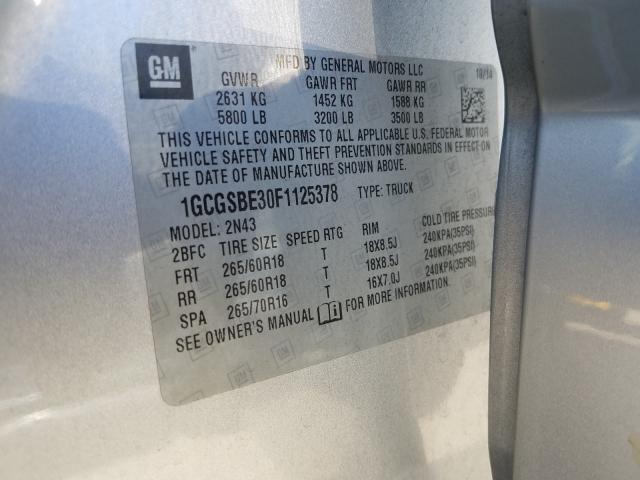 GM
MFD BY GENERAL MOTORS LLC
10/14
GVWR GAWR FRT GAWR RR
2631 KG 1452 KG 1588 KG
5800 LB 3200 LB 3500 LB
THIS VEHICLE CONFORMS TO ALL APPLICABLE U.S. FEDERAL MOTOR
VEHICLE SAFETY AND THEFT PREVENTION STANDARDS IN EFFECT ON
THE DATE OF MANUFACTURE SHOWN ABOVE.
1GCGSBE30F1125378 TYPE: TRUCK
MODEL: 2N43
2BFC TIRE SIZE SPEED RTG RIM COLD TIRE PRESSURE
FRT 265/60R18 T 18X8.5J 240KPA(35PSI)
RR 265/60R18 T 18X8.5J 240KPA(35PSI)
SPA 265/70R16 T 16X7.0J 240KPA(35PSI)
SEE OWNER'S MANUAL FOR MORE INFORMATION.